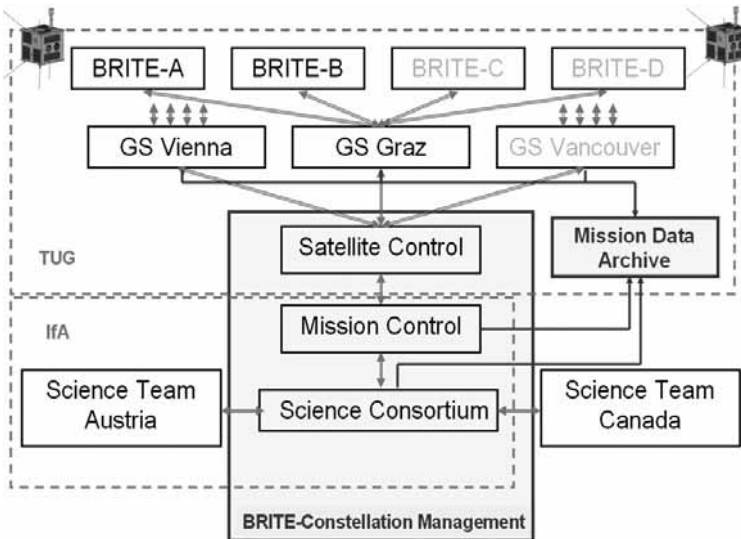 BRITE-A
BRITE-B
BRITE-C
BRITE-D
GS Vienna
GS Graz
GS Vancouver
Satellite Control
Mission Data
Archive
TUG
IfA
Mission Control
Science Team
Austria
Science Consortium
Science Team
Canada
BRITE-Constellation Management